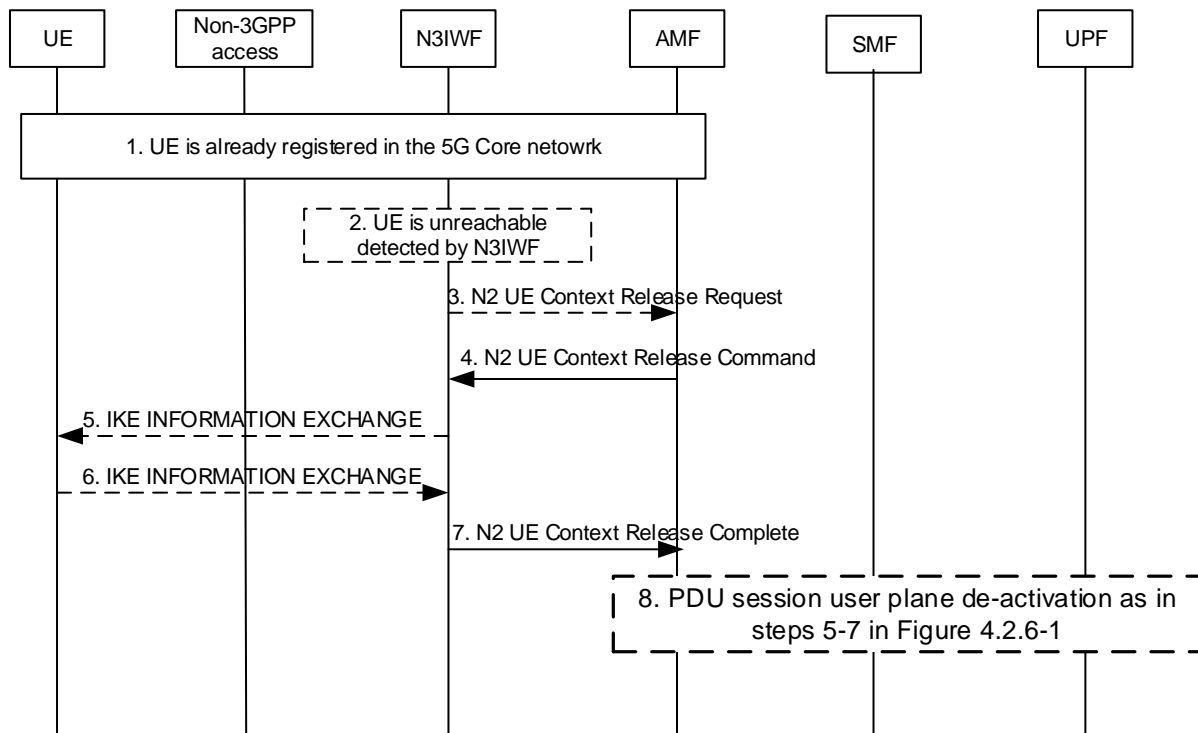 UE
Non-3GPP
access
N3IWF
AMF
SMF
UPF
1. UE is already registered in the 5G Core netowrk
2. UE is unreachable
detected by N3IWF
3. N2 UE Context Release Request
4. N2 UE Context Release Command
5. IKE INFORMATION EXCHANGE
6. IKE INFORMATION EXCHANGE
7. N2 UE Context Release Complete
8. PDU session user plane de-activation as in
steps 5-7 in Figure 4.2.6-1